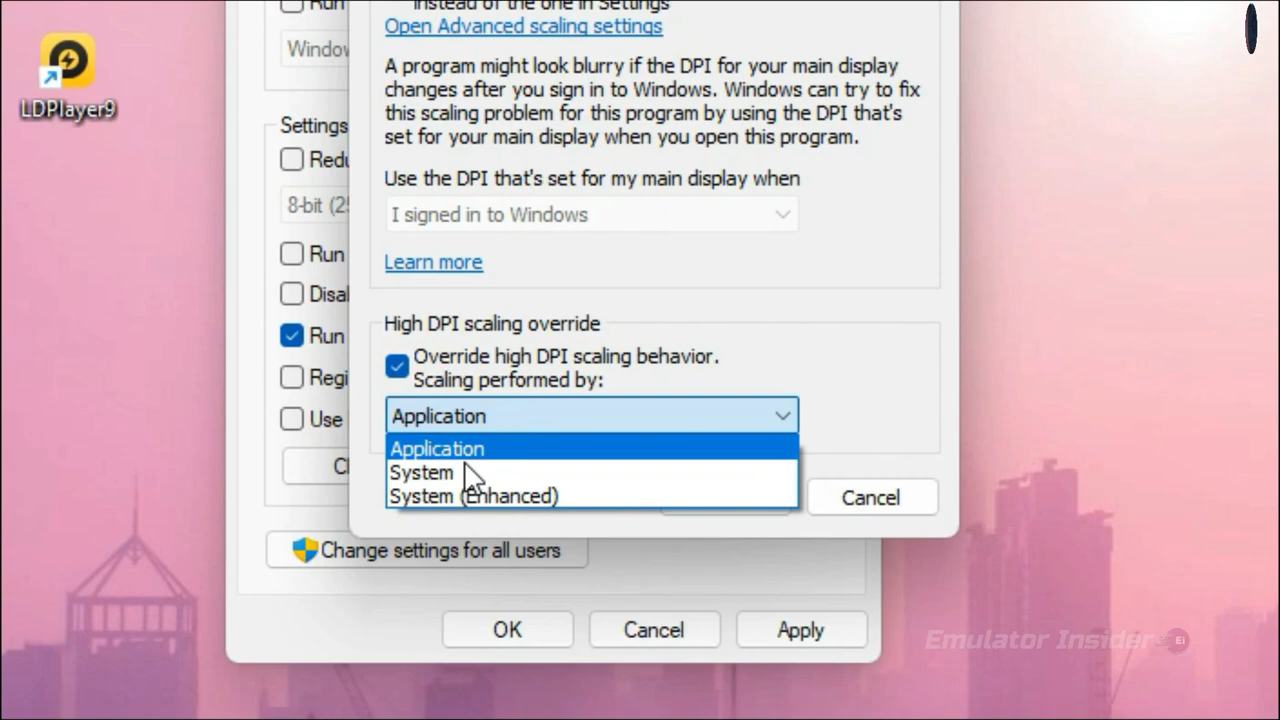 Run
instead of the one in Settings
Open Advanced scaling settings
LDPlayer9
Window
A program might look blurry if the DPI for your main display
changes after you sign in to Windows. Windows can try to fix
this scaling problem for this program by using the DPI that's
set for your main display when you open this program.
Settings
Redu
Use the DPI that's set for my main display when
8-bit (25
I signed in to Windows
Run
Learn more
Disal
High DPI scaling override
Run
Override high DPI scaling behavior.
Scaling performed by:
Regi
Application
Use
Application
System
System (Enhanced)
Cancel
Change settings for all users
OK
Cancel
Apply
Emulator Insider Ei